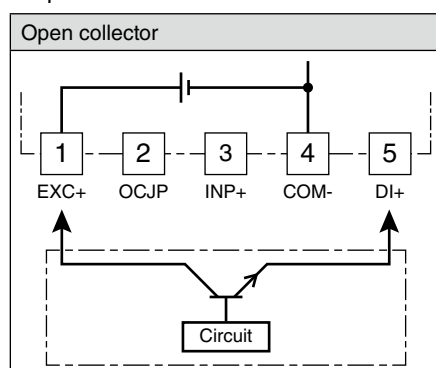 Open collector
1 2 3 4 5
EXC+ OCJP INP+ COM- DI+
Circuit